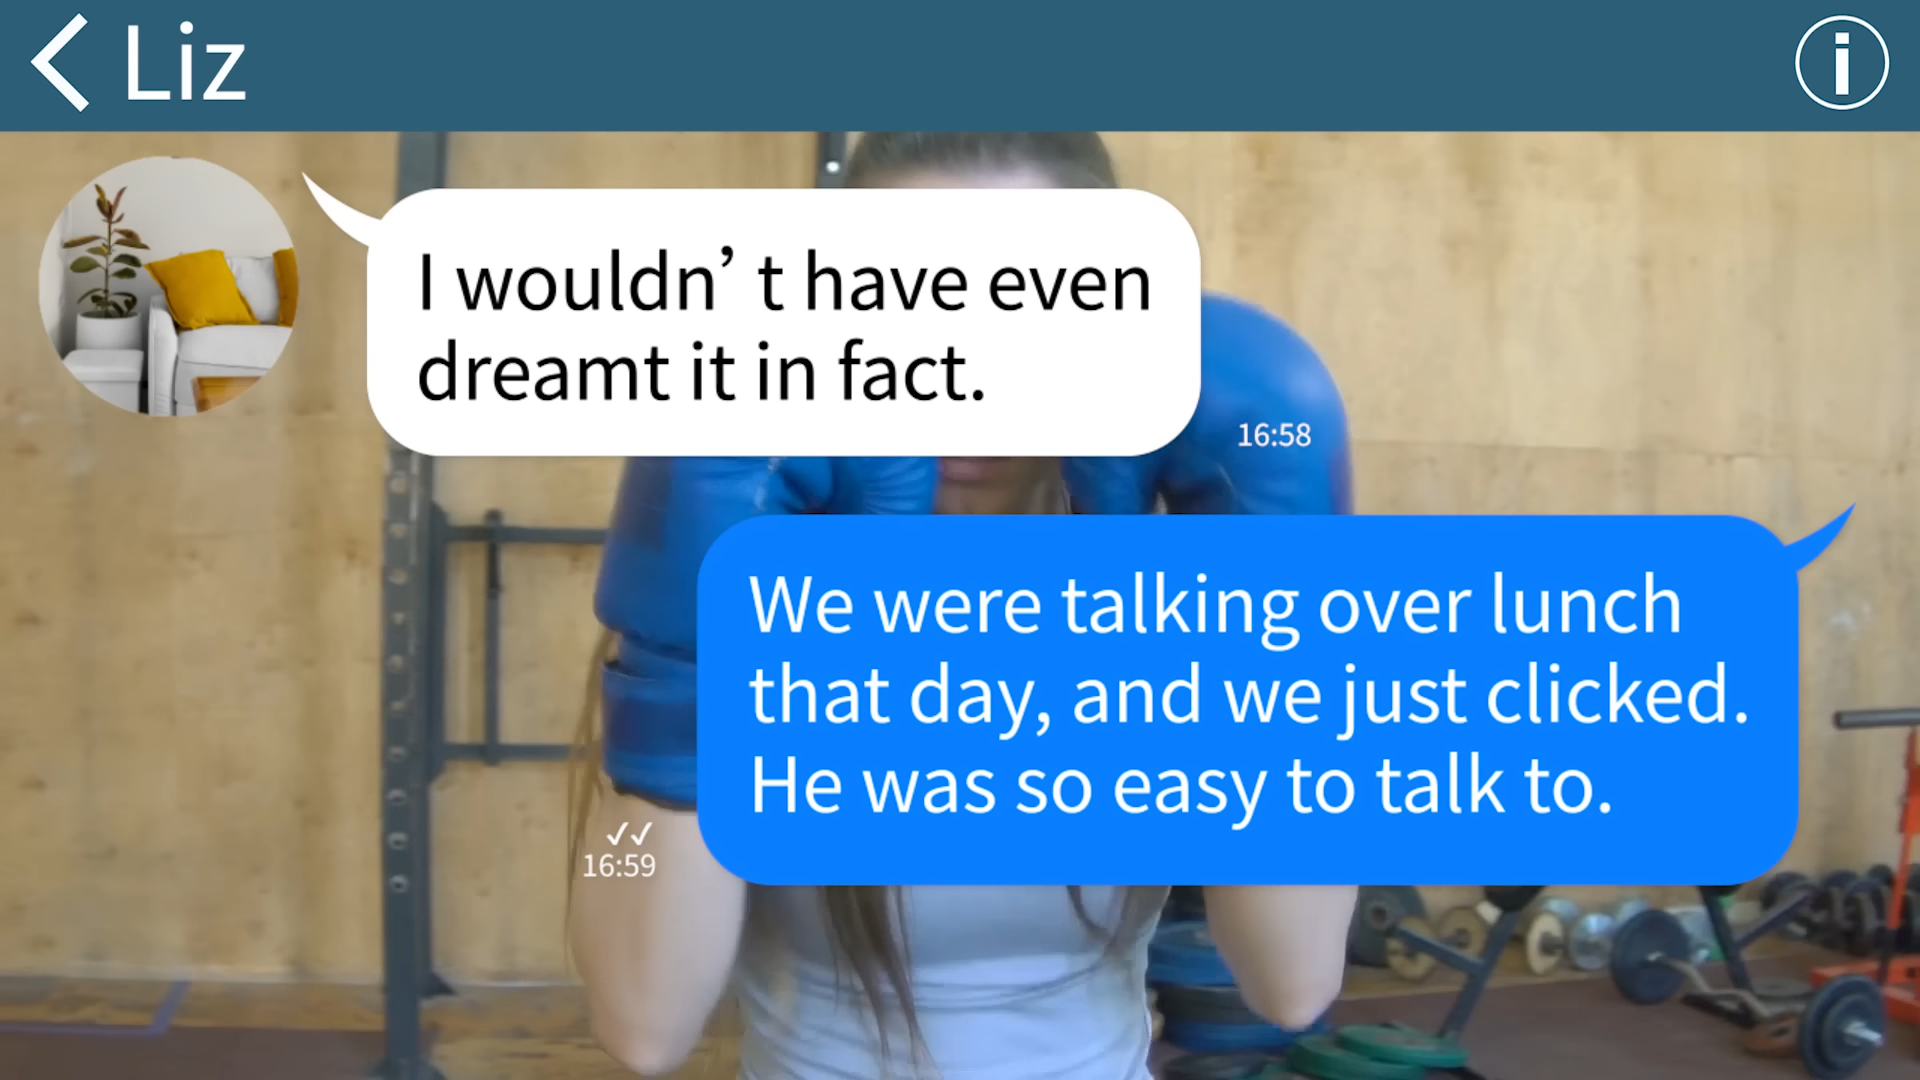 Liz
I wouldn’ t have even
dreamt it in fact.
16:58
We were talking over lunch
that day, and we just clicked.
He was so easy to talk to.
16:59